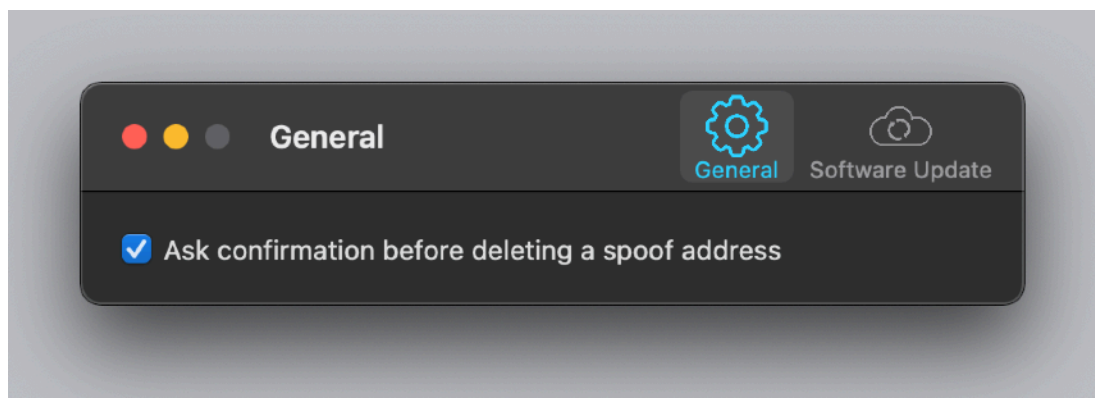 General
General
Software Update
Ask confirmation before deleting a spoof address